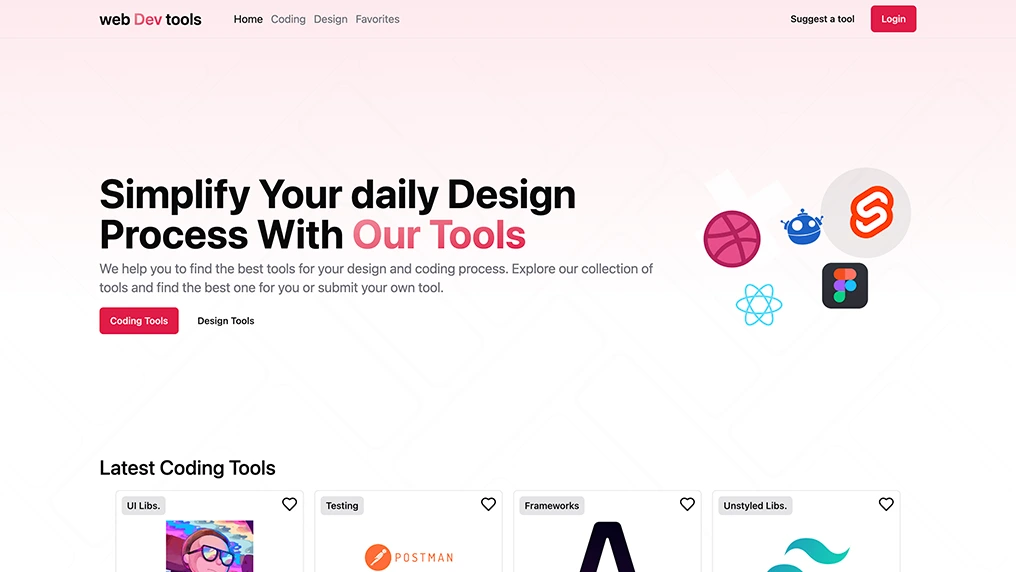 web Dev tools
Home Coding Design Favorites
Suggest a tool
Login
Simplify Your daily Design
Process With Our Tools
We help you to find the best tools for your design and coding process. Explore our collection of
tools and find the best one for you or submit your own tool.
Coding Tools
Design Tools
Latest Coding Tools
UI Libs.
Testing
Frameworks
Unstyled Libs.
POSTMAN